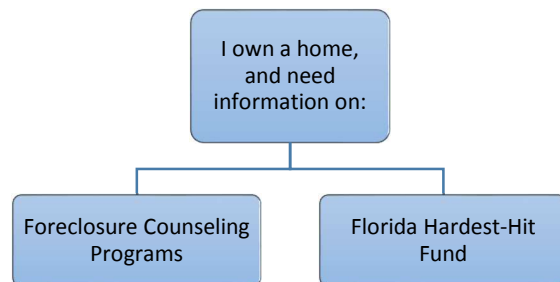 I own a home,
and need
information on:
Foreclosure Counseling
Programs
Florida Hardest-Hit
Fund